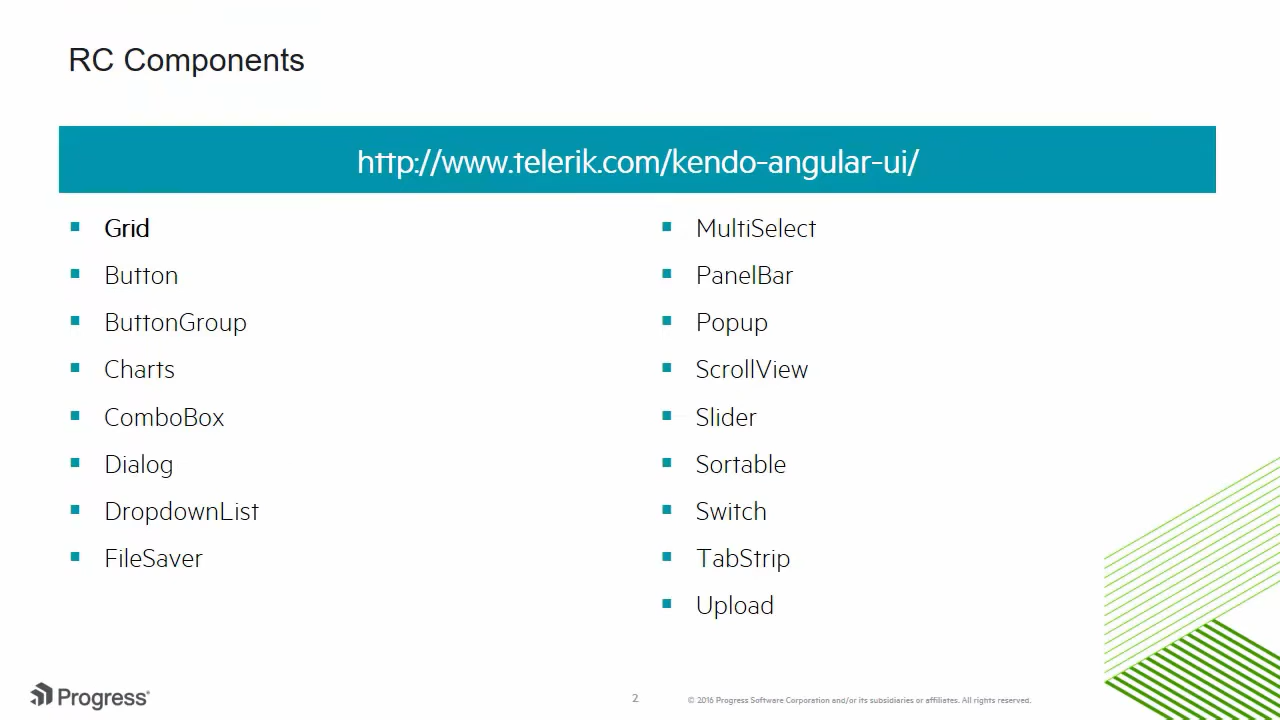 RC Components
http://www.telerik.com/kendo-angular-ui/
Grid
Button
ButtonGroup
Charts
ComboBox
Dialog
DropdownList
FileSaver
MultiSelect
PanelBar
Popup
ScrollView
Slider
Sortable
Switch
TabStrip
Upload
Progress
2
© 2016 Progress Software Corporation and/or its subsidiaries or affiliates. All rights reserved.